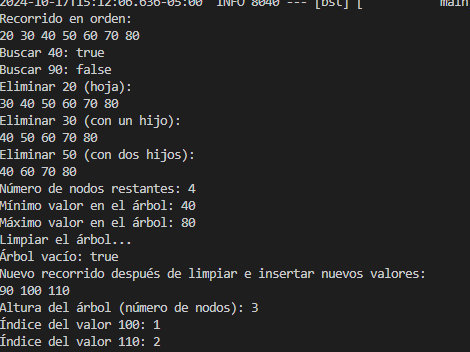 2024-10-17T15:12:06.636-05:00  INFO 8040 --- [bst] [           main
Recorrido en orden:
20 30 40 50 60 70 80
Buscar 40: true
Buscar 90: false
Eliminar 20 (hoja):
30 40 50 60 70 80
Eliminar 30 (con un hijo):
40 50 60 70 80
Eliminar 50 (con dos hijos):
40 60 70 80
Número de nodos restantes: 4
Mínimo valor en el árbol: 40
Máximo valor en el árbol: 80
Limpiar el árbol...
Árbol vacío: true
Nuevo recorrido después de limpiar e insertar nuevos valores:
90 100 110
Altura del árbol (número de nodos): 3
Índice del valor 100: 1
Índice del valor 110: 2